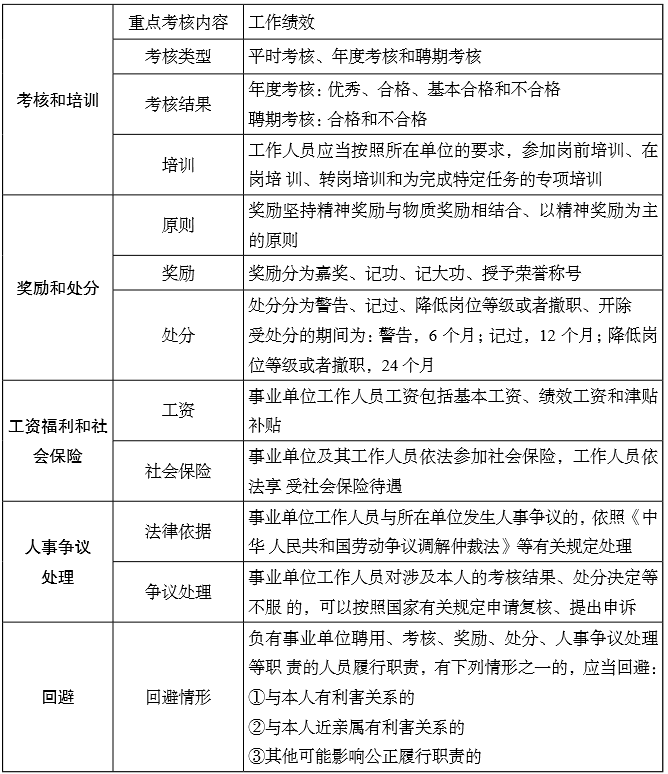 考核和培训
重点考核内容
工作绩效
考核类型
平时考核、年度考核和聘期考核
考核结果
年度考核：优秀、合格、基本合格和不合格
聘期考核：合格和不合格
培训
工作人员应当按照所在单位的要求，参加岗前培训、在
岗培 训、转岗培训和为完成特定任务的专项培训
奖励和处分
原则
奖励坚持精神奖励与物质奖励相结合、以精神奖励为主
的原则
奖励
奖励分为嘉奖、记功、记大功、授予荣誉称号
处分
处分分为警告、记过、降低岗位等级或者撤职、开除
受处分的期间为：警告，6 个月；记过，12 个月；降低岗
位等级或者撤职，24 个月
工资福利和社
会保险
工资
事业单位工作人员工资包括基本工资、绩效工资和津贴
补贴
社会保险
事业单位及其工作人员依法参加社会保险，工作人员依
法享 受社会保险待遇
人事争议
处理
法律依据
事业单位工作人员与所在单位发生人事争议的，依照《中
华 人民共和国劳动争议调解仲裁法》等有关规定处理
争议处理
事业单位工作人员对涉及本人的考核结果、处分决定等
不服 的，可以按照国家有关规定申请复核、提出申诉
回避
回避情形
负有事业单位聘用、考核、奖励、处分、人事争议处理
等职 责的人员履行职责，有下列情形之一的，应当回避：
①与本人有利害关系的
②与本人近亲属有利害关系的
③其他可能影响公正履行职责的